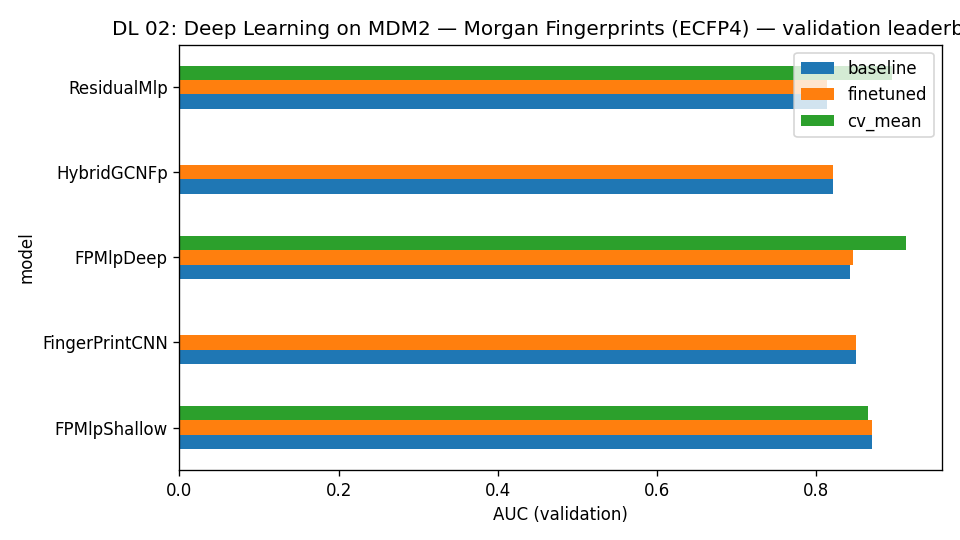 DL 02: Deep Learning on MDM2 — Morgan Fingerprints (ECFP4) — validation leaderb
baseline
finetuned
cv_mean
ResidualMlp
HybridGCNFp
FPMlpDeep
FingerPrintCNN
FPMlpShallow
model
0.0 0.2 0.4 0.6 0.8
AUC (validation)